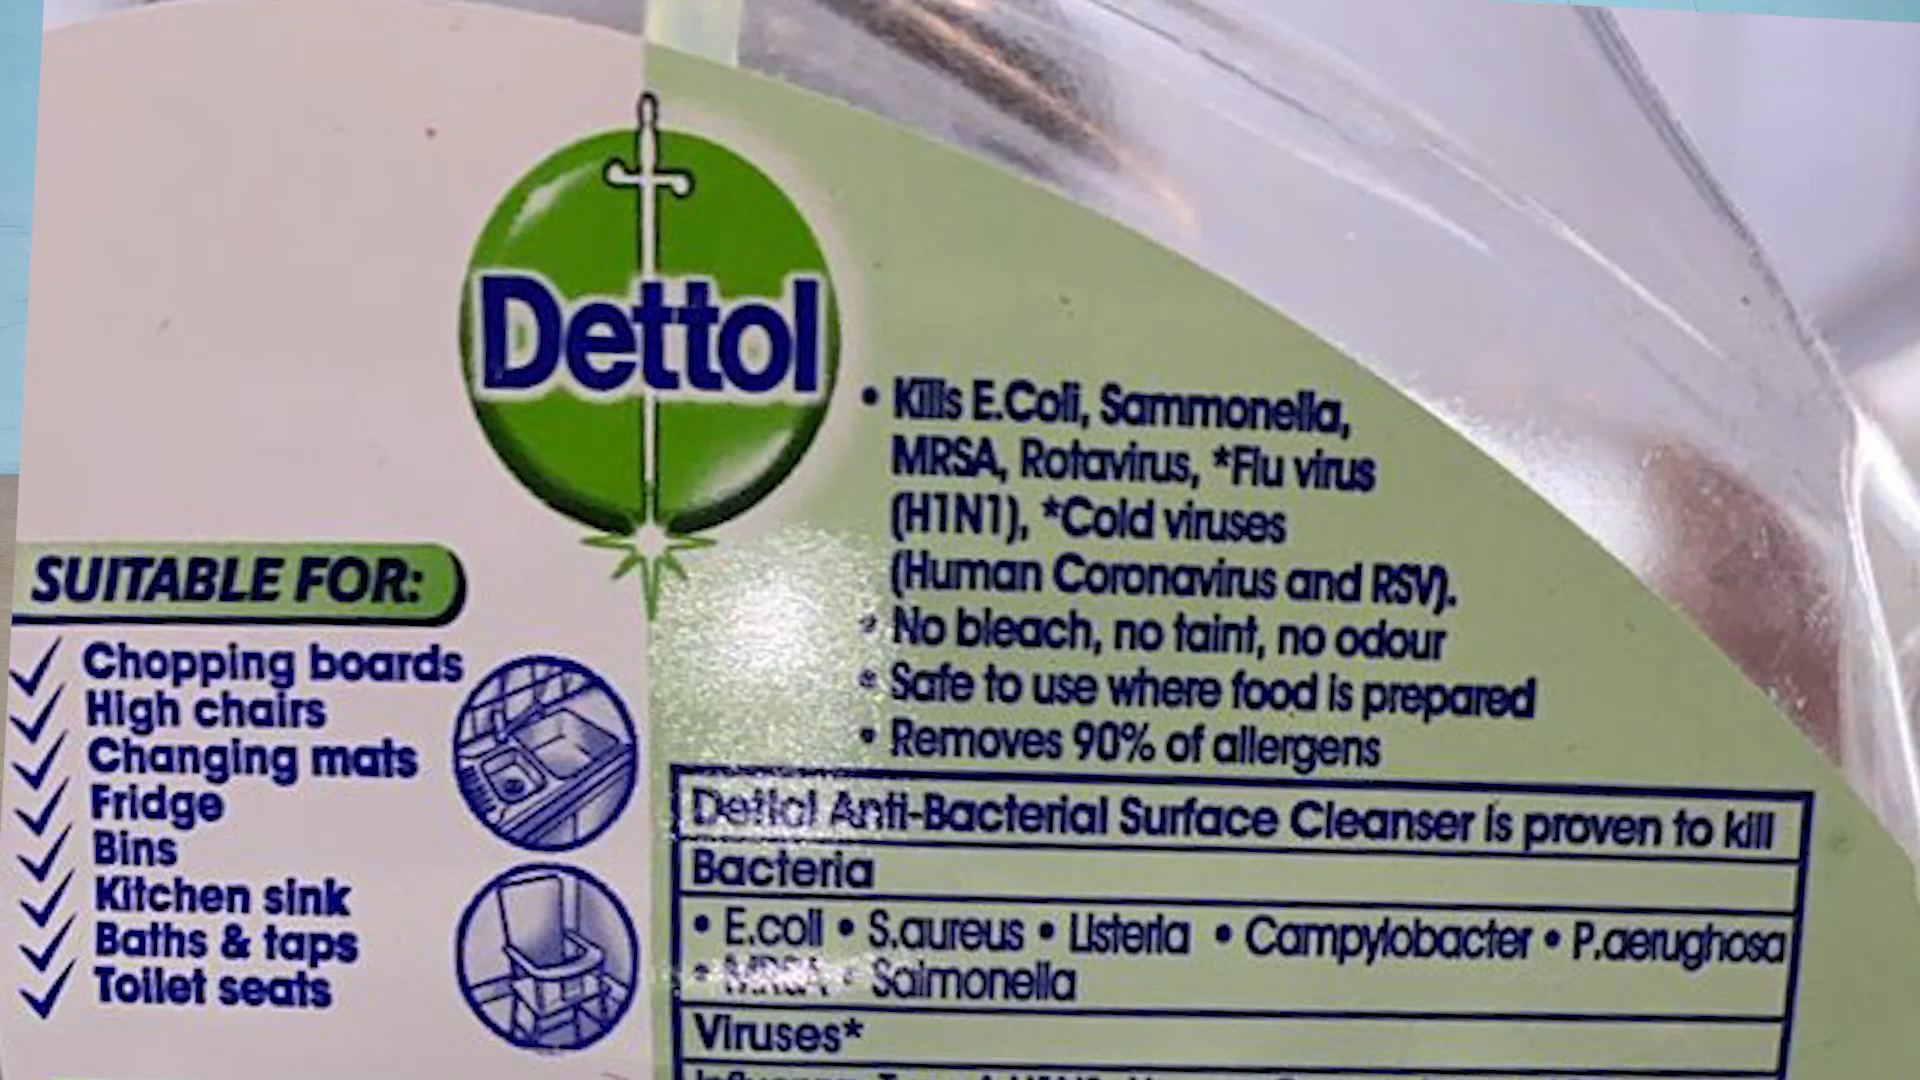 Dettol
• Kills E.Coli, Sammonella,
MRSA, Rotavirus, *Flu virus
(H1N1), *Cold viruses
(Human Coronavirus and RSV).
• No bleach, no taint, no odour
• Safe to use where food is prepared
• Removes 90% of allergens
SUITABLE FOR:
✓ Chopping boards
✓ High chairs
✓ Changing mats
✓ Fridge
✓ Bins
✓ Kitchen sink
✓ Baths & taps
✓ Toilet seats
Dettol Anti-Bacterial Surface Cleanser is proven to kill
Bacteria
• E.coli • S.aureus • Listeria • Campylobacter • P.aerughosa
• MRSA • Salmonella
Viruses*